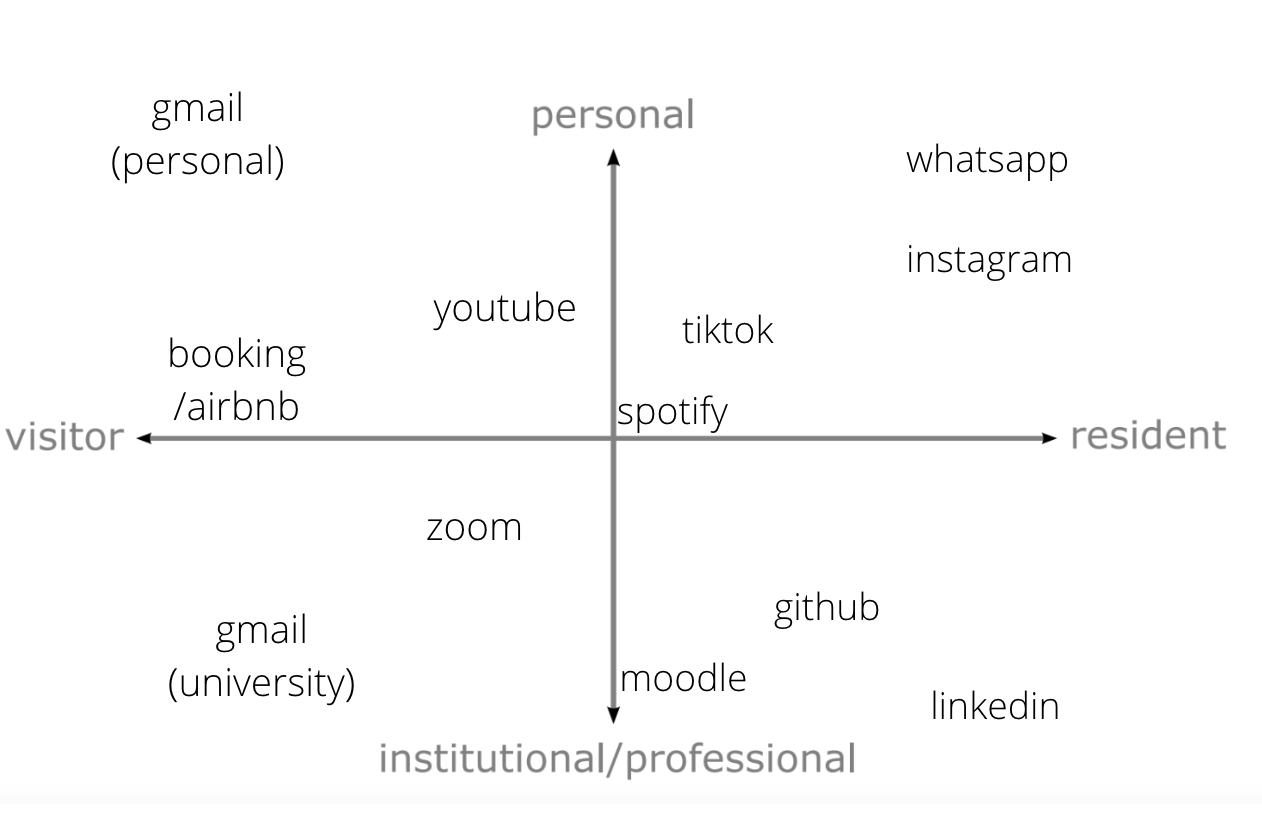 gmail
(personal)
personal
whatsapp
instagram
youtube
tiktok
booking
/airbnb
spotify
visitor
resident
zoom
github
gmail
(university)
moodle
linkedin
institutional/professional